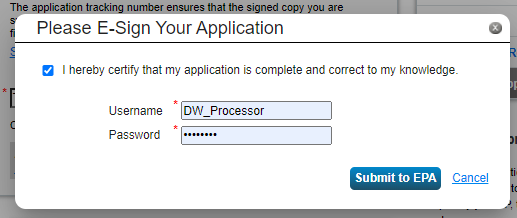 The application tracking number ensures that the signed copy you are
Please E-Sign Your Application
I hereby certify that my application is complete and correct to my knowledge.
Username * DW_Processor
Password * ••••••••
Submit to EPA Cancel